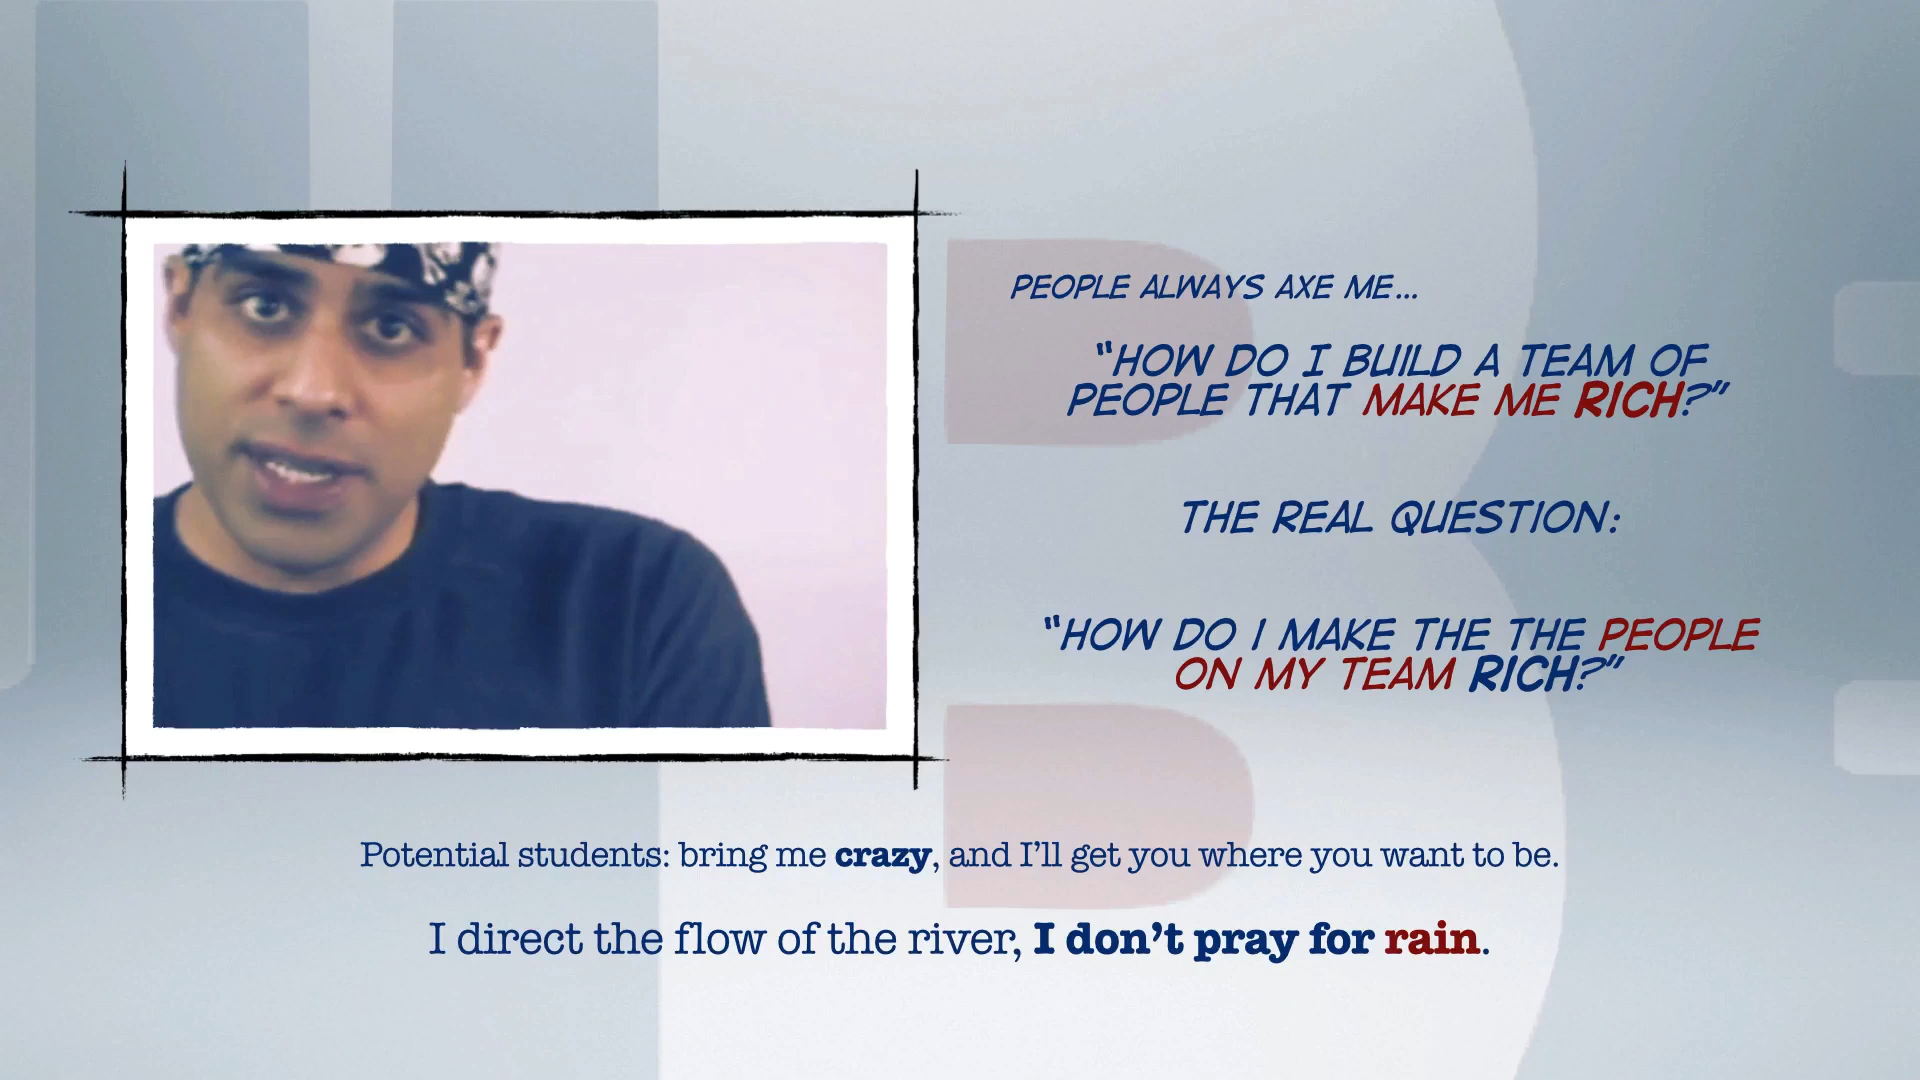 PEOPLE ALWAYS AXE ME...
"HOW DO I BUILD A TEAM OF
PEOPLE THAT MAKE ME RICH?"
THE REAL QUESTION:
"HOW DO I MAKE THE THE PEOPLE
ON MY TEAM RICH?"
Potential students: bring me crazy, and I'll get you where you want to be.
I direct the flow of the river, I don't pray for rain.